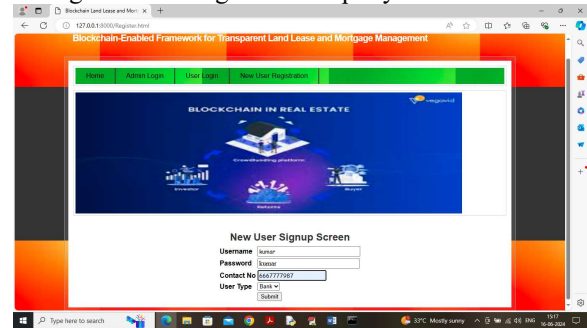 Blockchain Land Lease and Mort
127.0.0.1:8000/Register.html
Blockchain-Enabled Framework for Transparent Land Lease and Mortgage Management
Home Admin Login User Login New User Registration
BLOCKCHAIN IN REAL ESTATE
vegavid
Crowdfunding platform
Investor
Buyer
Returns
New User Signup Screen
Username kumar
Password kumar
Contact No 6667777987
User Type Bank
Submit
Type here to search
33°C Mostly sunny
ENG
15:17
16-06-2024